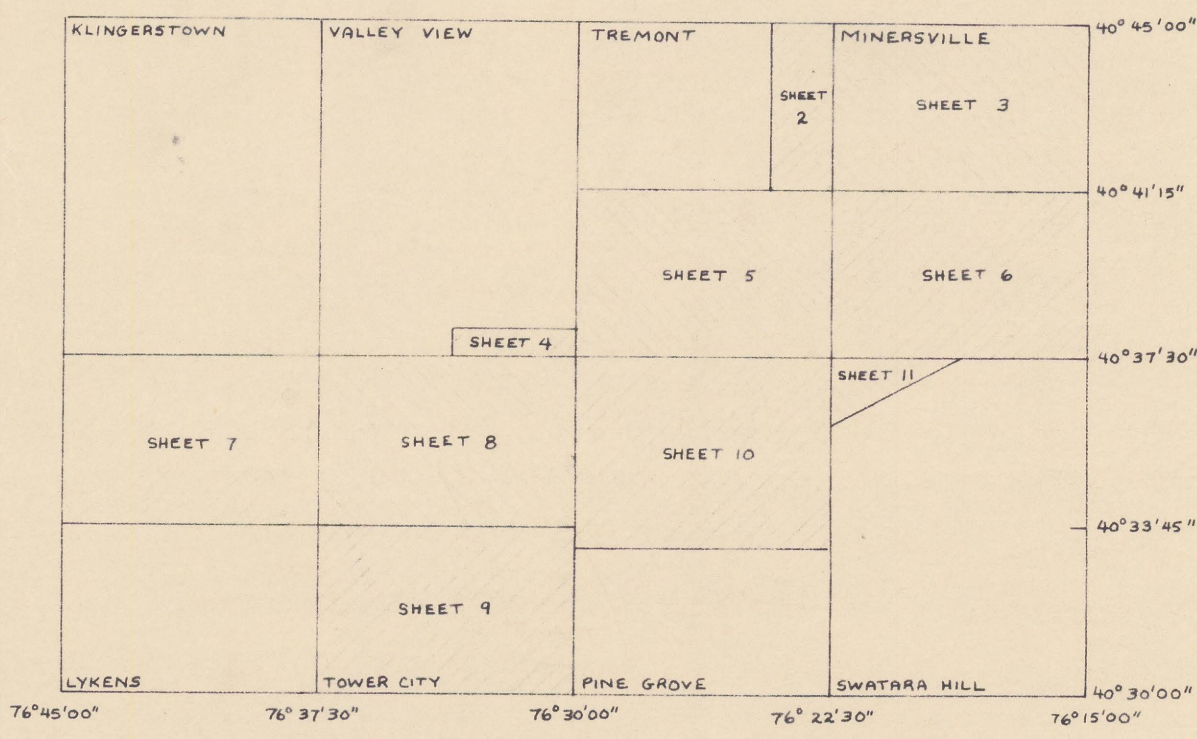 KLINGERSTOWN
VALLEY VIEW
TREMONT
MINERSVILLE
40° 45' 00"
SHEET
2
SHEET 3
40° 41' 15"
SHEET 5
SHEET 6
SHEET 4
40° 37' 30"
SHEET 11
SHEET 7
SHEET 8
SHEET 10
40° 33' 45"
SHEET 9
LYKENS
TOWER CITY
PINE GROVE
SWATARA HILL
40° 30' 00"
76° 45' 00"
76° 37' 30"
76° 30' 00"
76° 22' 30"
76° 15' 00"